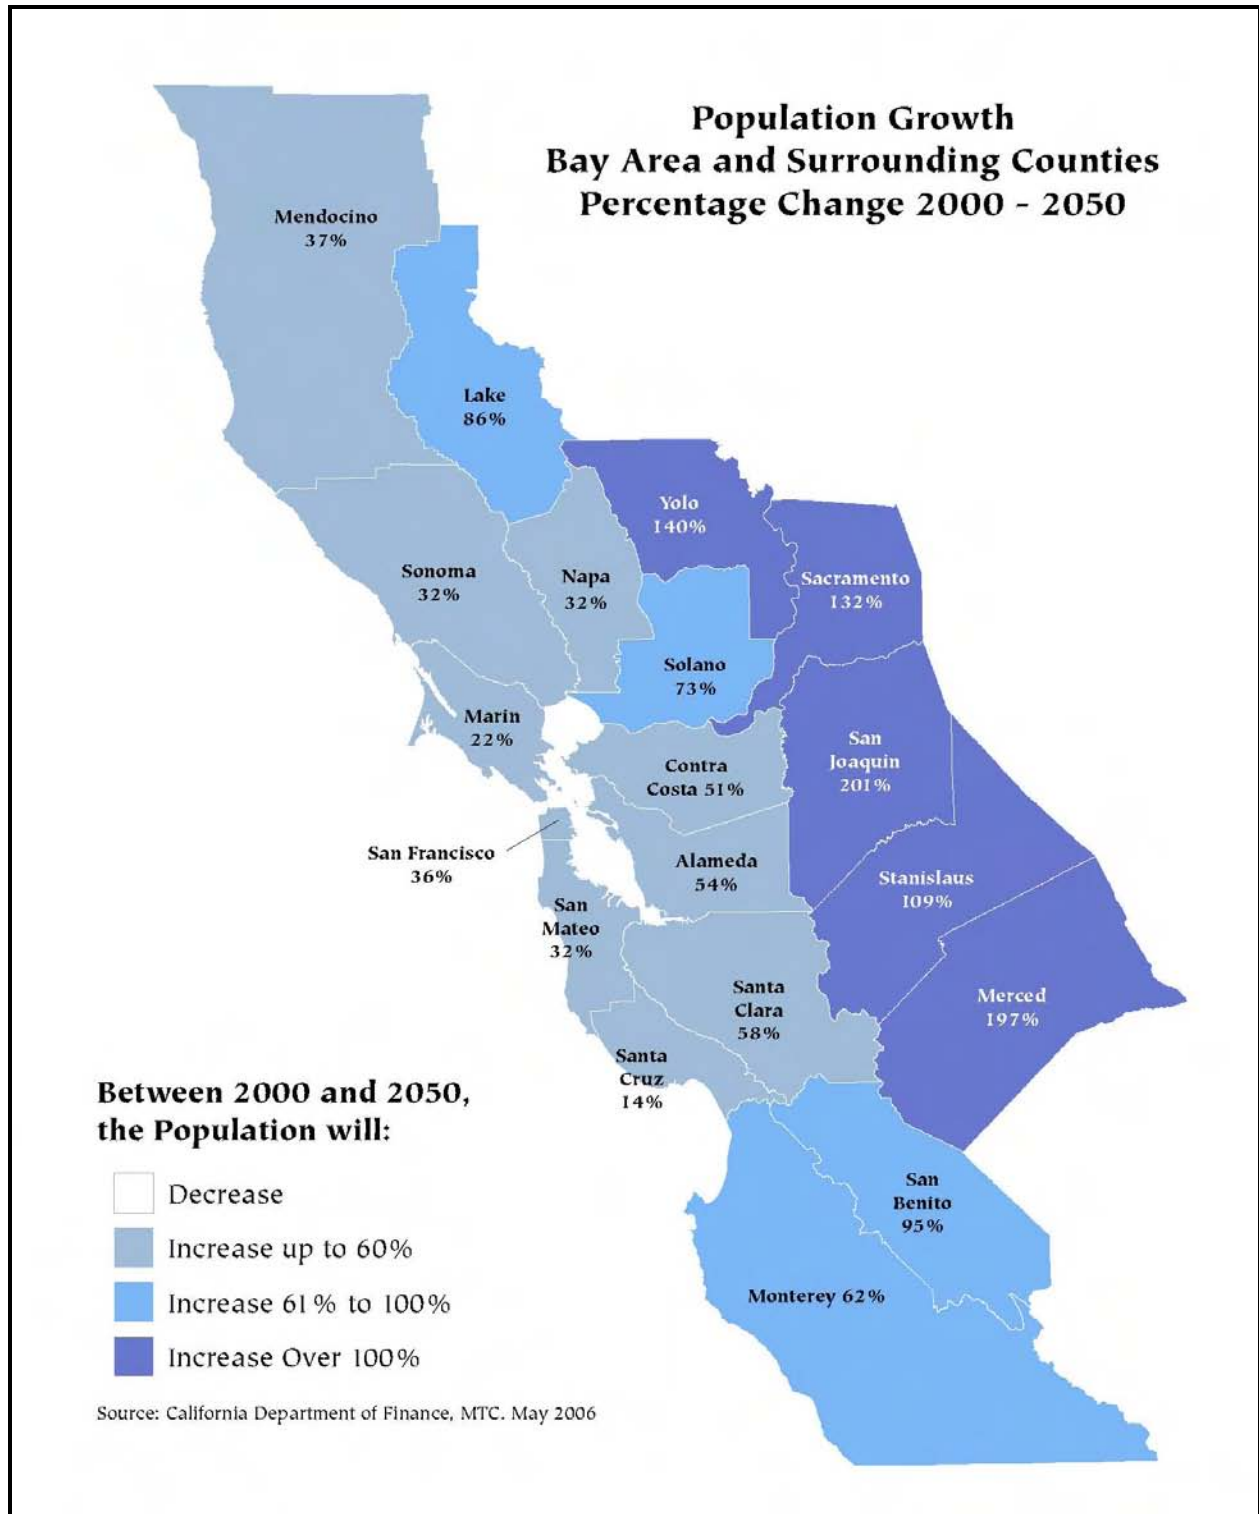 Population Growth
Bay Area and Surrounding Counties
Percentage Change 2000 - 2050
Mendocino
37%
Lake
86%
Yolo
140%
Sonoma
32%
Napa
32%
Sacramento
132%
Solano
73%
Marin
22%
San
Joaquin
201%
Contra
Costa 51%
San Francisco
36%
Alameda
54%
Stanislaus
109%
San
Mateo
32%
Santa
Clara
58%
Merced
197%
Santa
Cruz
14%
San
Benito
95%
Monterey 62%
Between 2000 and 2050,
the Population will:
Decrease
Increase up to 60%
Increase 61% to 100%
Increase Over 100%
Source: California Department of Finance, MTC. May 2006